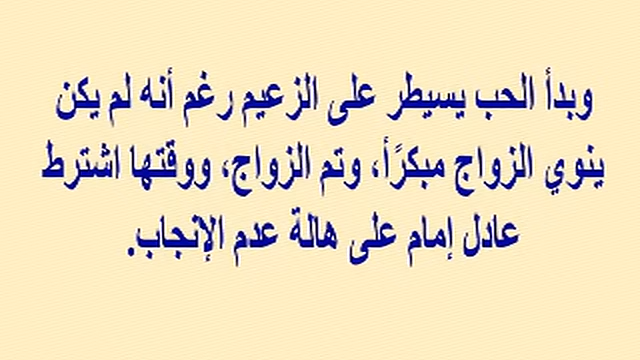 وبدأ الحب يسيطر على الزعيم رغم أنه لم يكن
ينوي الزواج مبكرًأ، وتم الزواج، ووقتها اشترط
عادل إمام على هالة عدم الإنجاب.